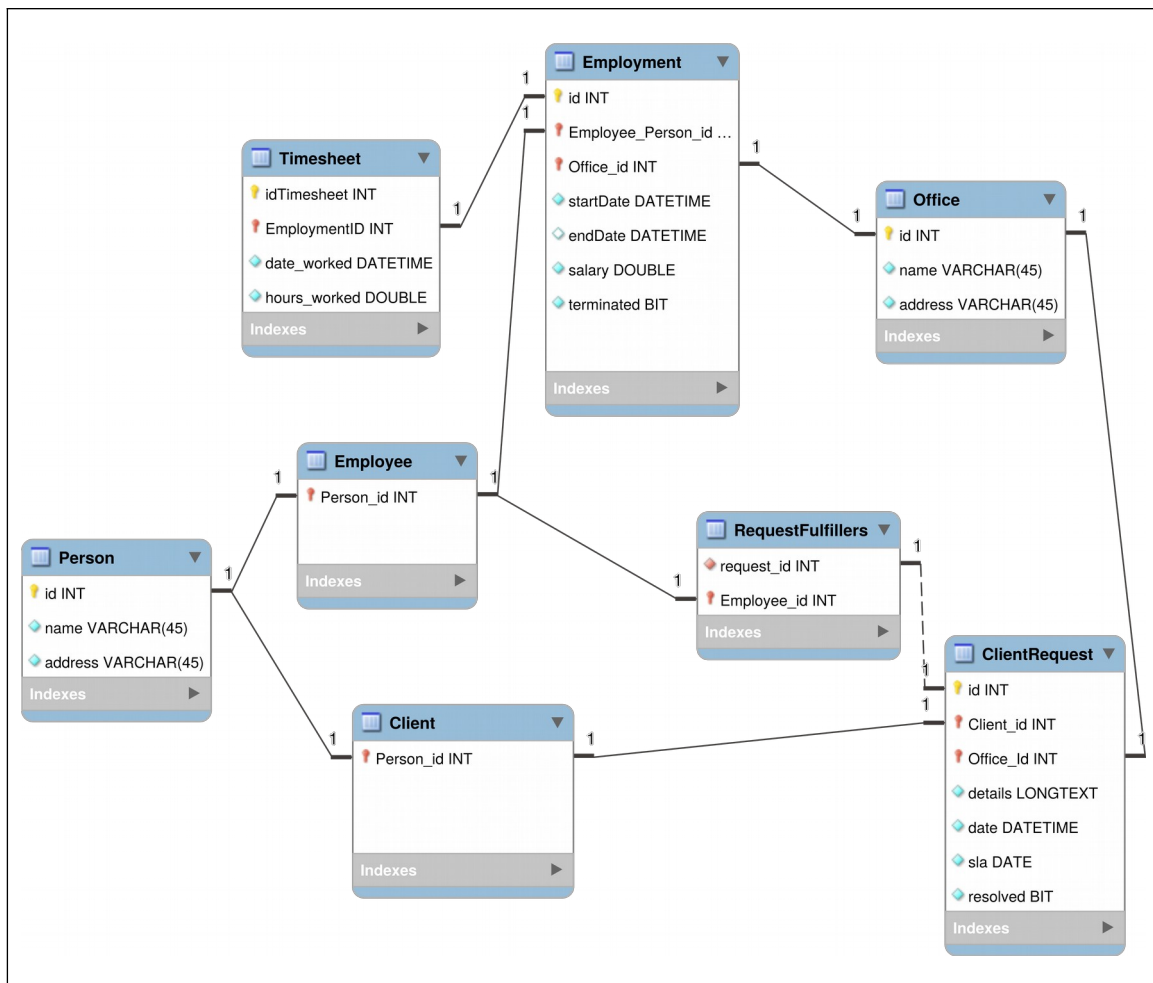 Employment
id INT
Employee_Person_id ...
Office_id INT
startDate DATETIME
endDate DATETIME
salary DOUBLE
terminated BIT
Indexes
1
1
1
Timesheet
idTimesheet INT
EmploymentID INT
date_worked DATETIME
hours_worked DOUBLE
Indexes
1
Office
id INT
name VARCHAR(45)
address VARCHAR(45)
Indexes
1
1
Employee
Person_id INT
Indexes
1
1
Person
id INT
name VARCHAR(45)
address VARCHAR(45)
Indexes
1
RequestFulfillers
request_id INT
Employee_id INT
Indexes
1
1
Client
Person_id INT
Indexes
1
1
ClientRequest
id INT
Client_id INT
Office_Id INT
details LONGTEXT
date DATETIME
sla DATE
resolved BIT
Indexes
1
1
1